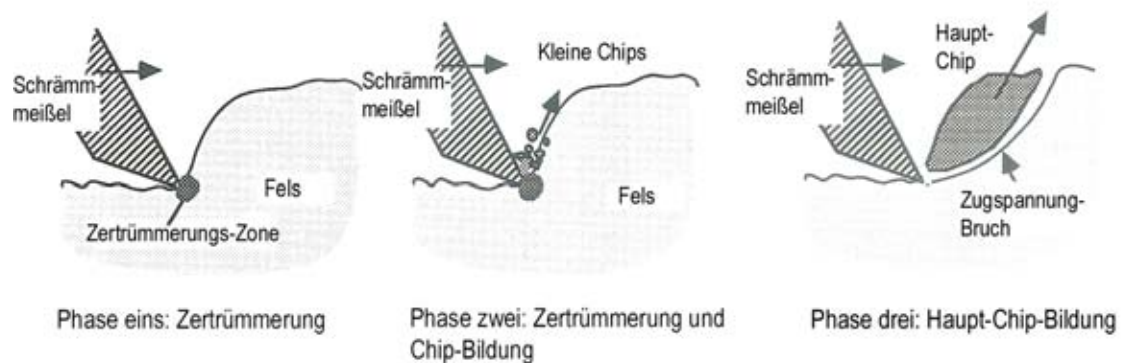 Schrämm-
meißel
Fels
Zertrümmerungs-Zone
Phase eins: Zertrümmerung
Kleine Chips
Schrämm-
meißel
Fels
Phase zwei: Zertrümmerung und
Chip-Bildung
Haupt-
Chip
Schrämm-
meißel
Zugspannung-
Bruch
Phase drei: Haupt-Chip-Bildung